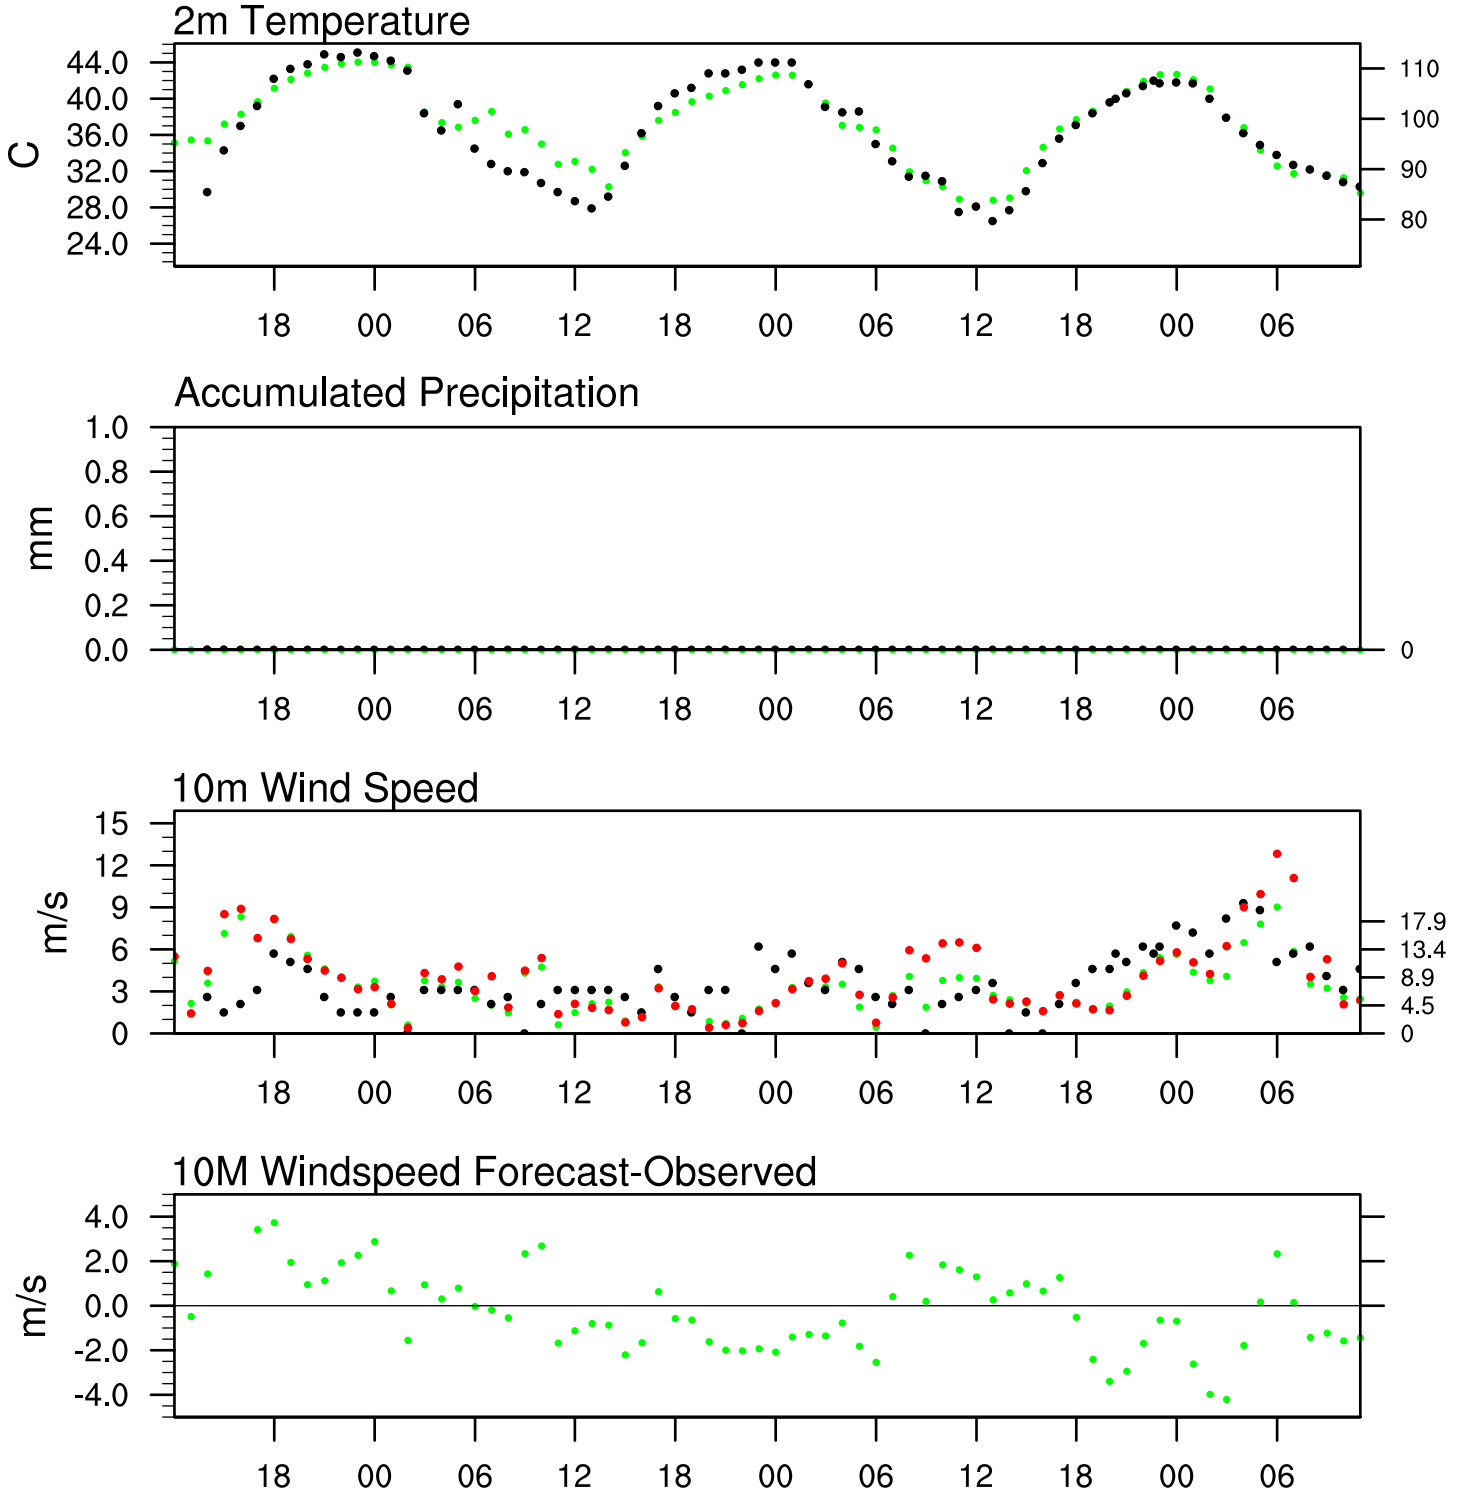 2m Temperature
44.0
40.0
36.0
32.0
28.0
24.0
C
110
100
90
80
18 00 06 12 18 00 06 12 18 00 06
Accumulated Precipitation
1.0
0.8
0.6
0.4
0.2
0.0
mm
0
18 00 06 12 18 00 06 12 18 00 06
10m Wind Speed
15
12
9
6
3
0
m/s
17.9
13.4
8.9
4.5
0
18 00 06 12 18 00 06 12 18 00 06
10M Windspeed Forecast-Observed
4.0
2.0
0.0
-2.0
-4.0
m/s
18 00 06 12 18 00 06 12 18 00 06